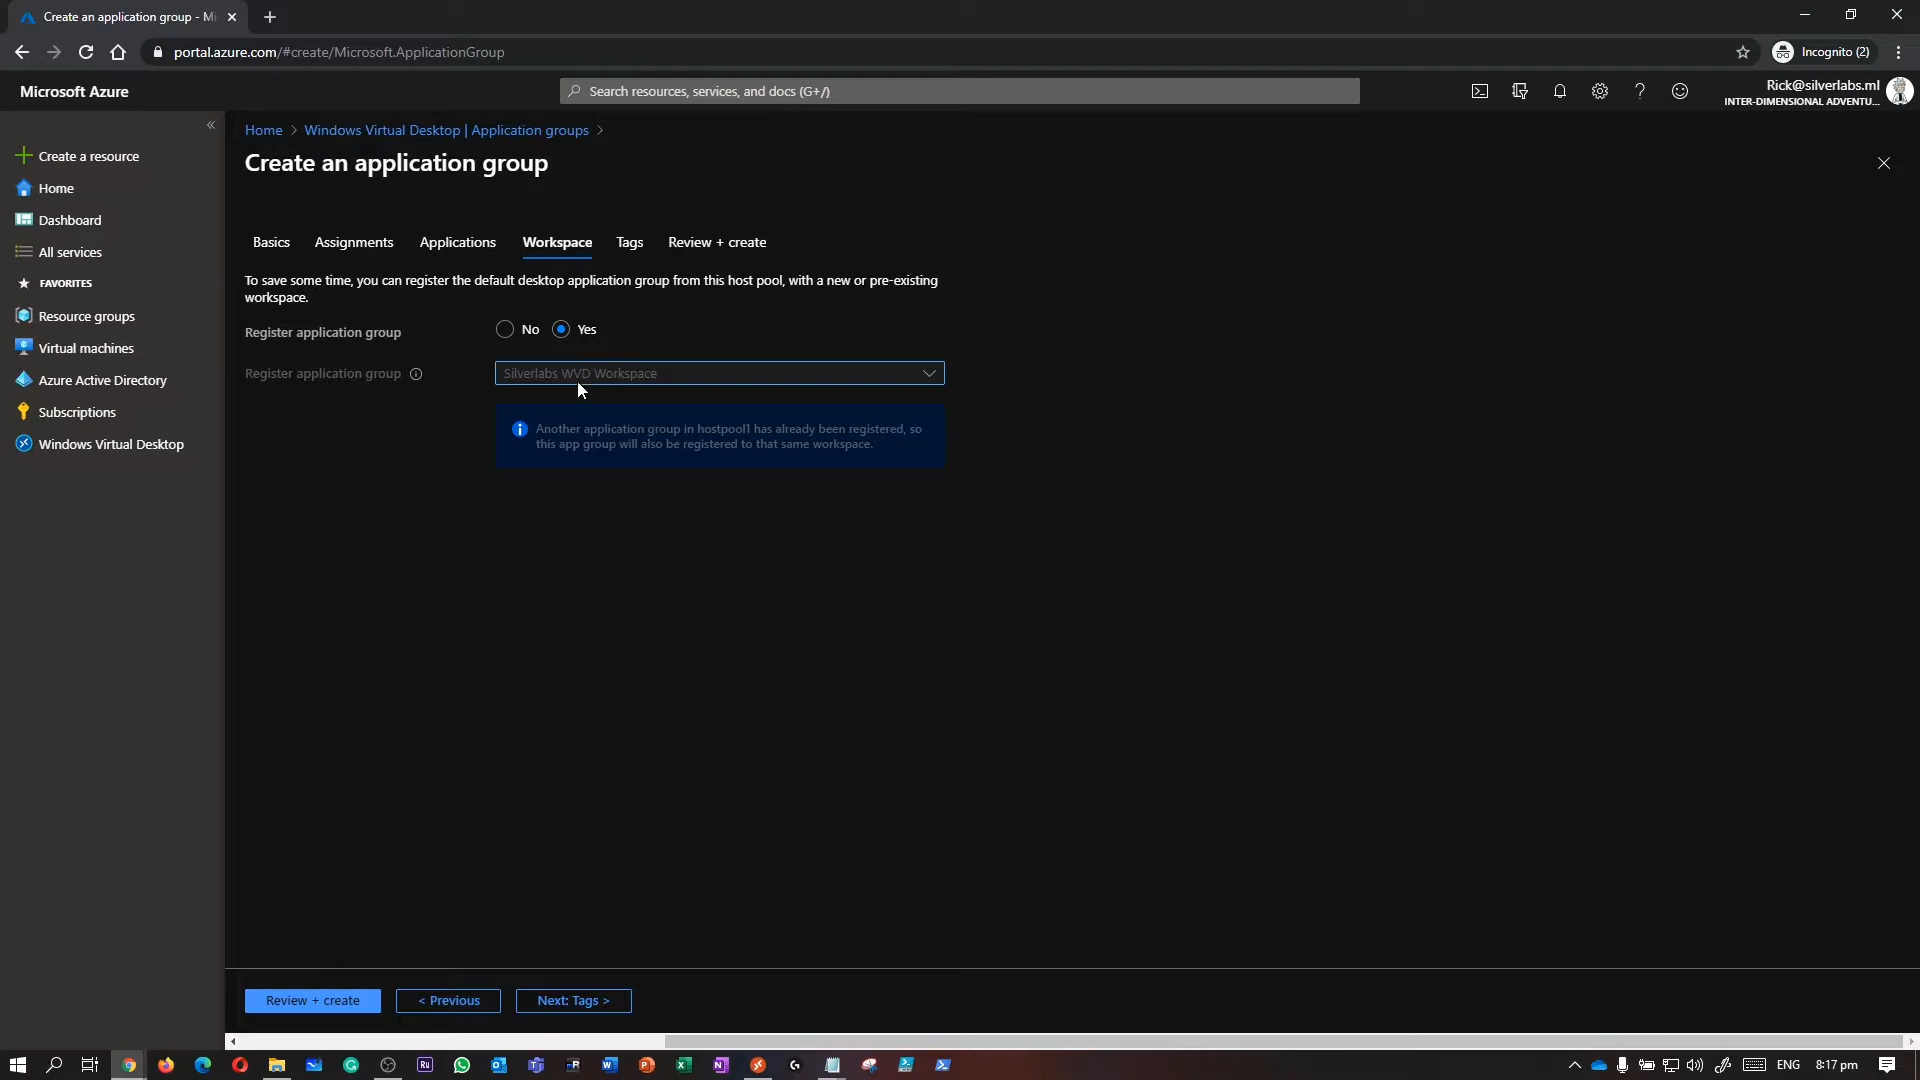 Create an application group - Mi
portal.azure.com/#create/Microsoft.ApplicationGroup
Incognito (2)
Microsoft Azure
Search resources, services, and docs (G+/)
Rick@silverlabs.ml
INTER-DIMENSIONAL ADVENTU...
Home > Windows Virtual Desktop | Application groups >
Create an application group
Create a resource
Home
Dashboard
All services
FAVORITES
Resource groups
Virtual machines
Azure Active Directory
Subscriptions
Windows Virtual Desktop
Basics Assignments Applications Workspace Tags Review + create
To save some time, you can register the default desktop application group from this host pool, with a new or pre-existing
workspace.
Register application group No Yes
Register application group Silverlabs WVD Workspace
Another application group in hostpool1 has already been registered, so
this app group will also be registered to that same workspace.
Review + create < Previous Next: Tags >
ENG 8:17 pm